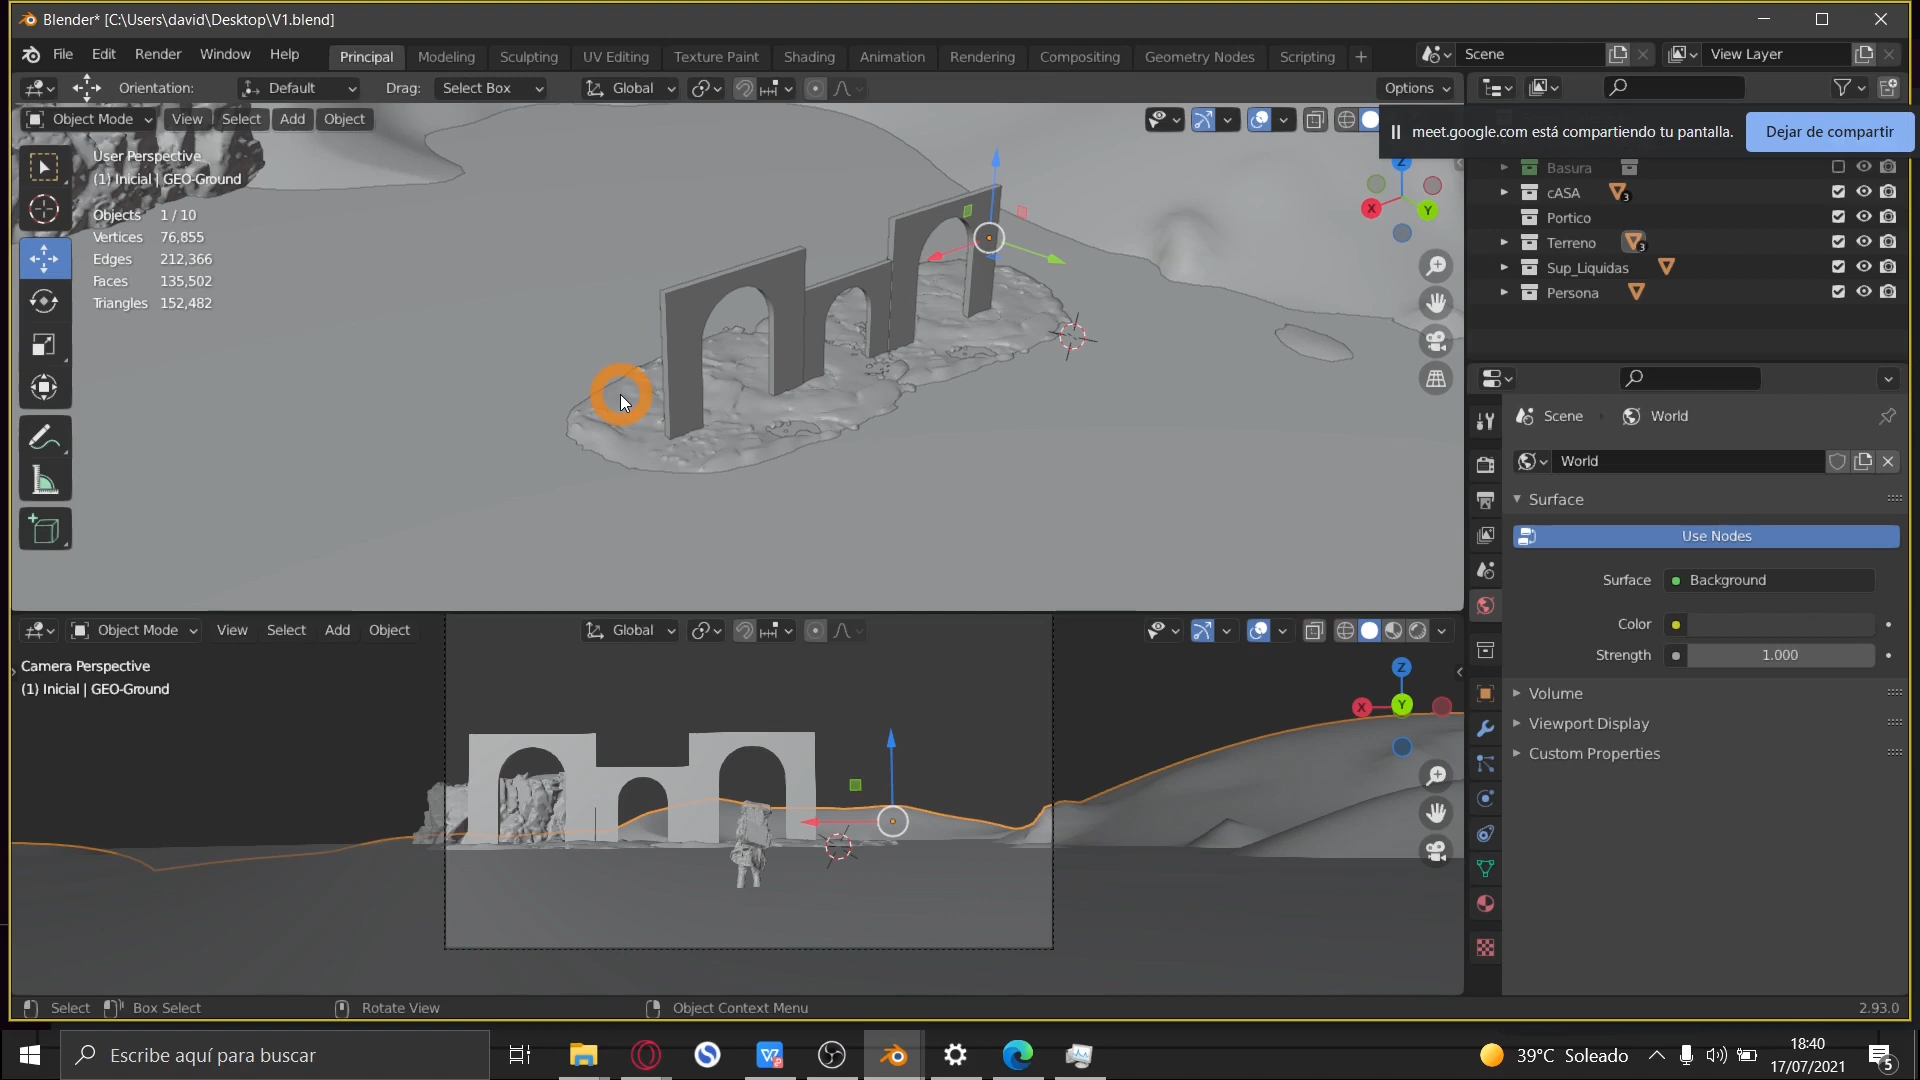 Blender* [C:\Users\david\Desktop\V1.blend]
File Edit Render Window Help Principal Modeling Sculpting UV Editing Texture Paint Shading Animation Rendering Compositing Geometry Nodes Scripting + Scene View Layer
Orientation: Default Drag: Select Box Global Options
Object Mode View Select Add Object
meet.google.com está compartiendo tu pantalla. Dejar de compartir
User Perspective
(1) Inicial | GEO-Ground
Objects 1 / 10
Vertices 76,855
Edges 212,366
Faces 135,502
Triangles 152,482
Z
X
Y
Basura
cASA 3
Portico
Terreno 3
Sup_Liquidas
Persona
Scene World
World
Surface
Use Nodes
Surface Background
Color
Strength 1.000
Volume
Viewport Display
Custom Properties
Object Mode View Select Add Object Global
Camera Perspective
(1) Inicial | GEO-Ground
Z
X Y
Select Box Select Rotate View Object Context Menu 2.93.0
Escribe aquí para buscar
39°C Soleado
18:40
17/07/2021
5